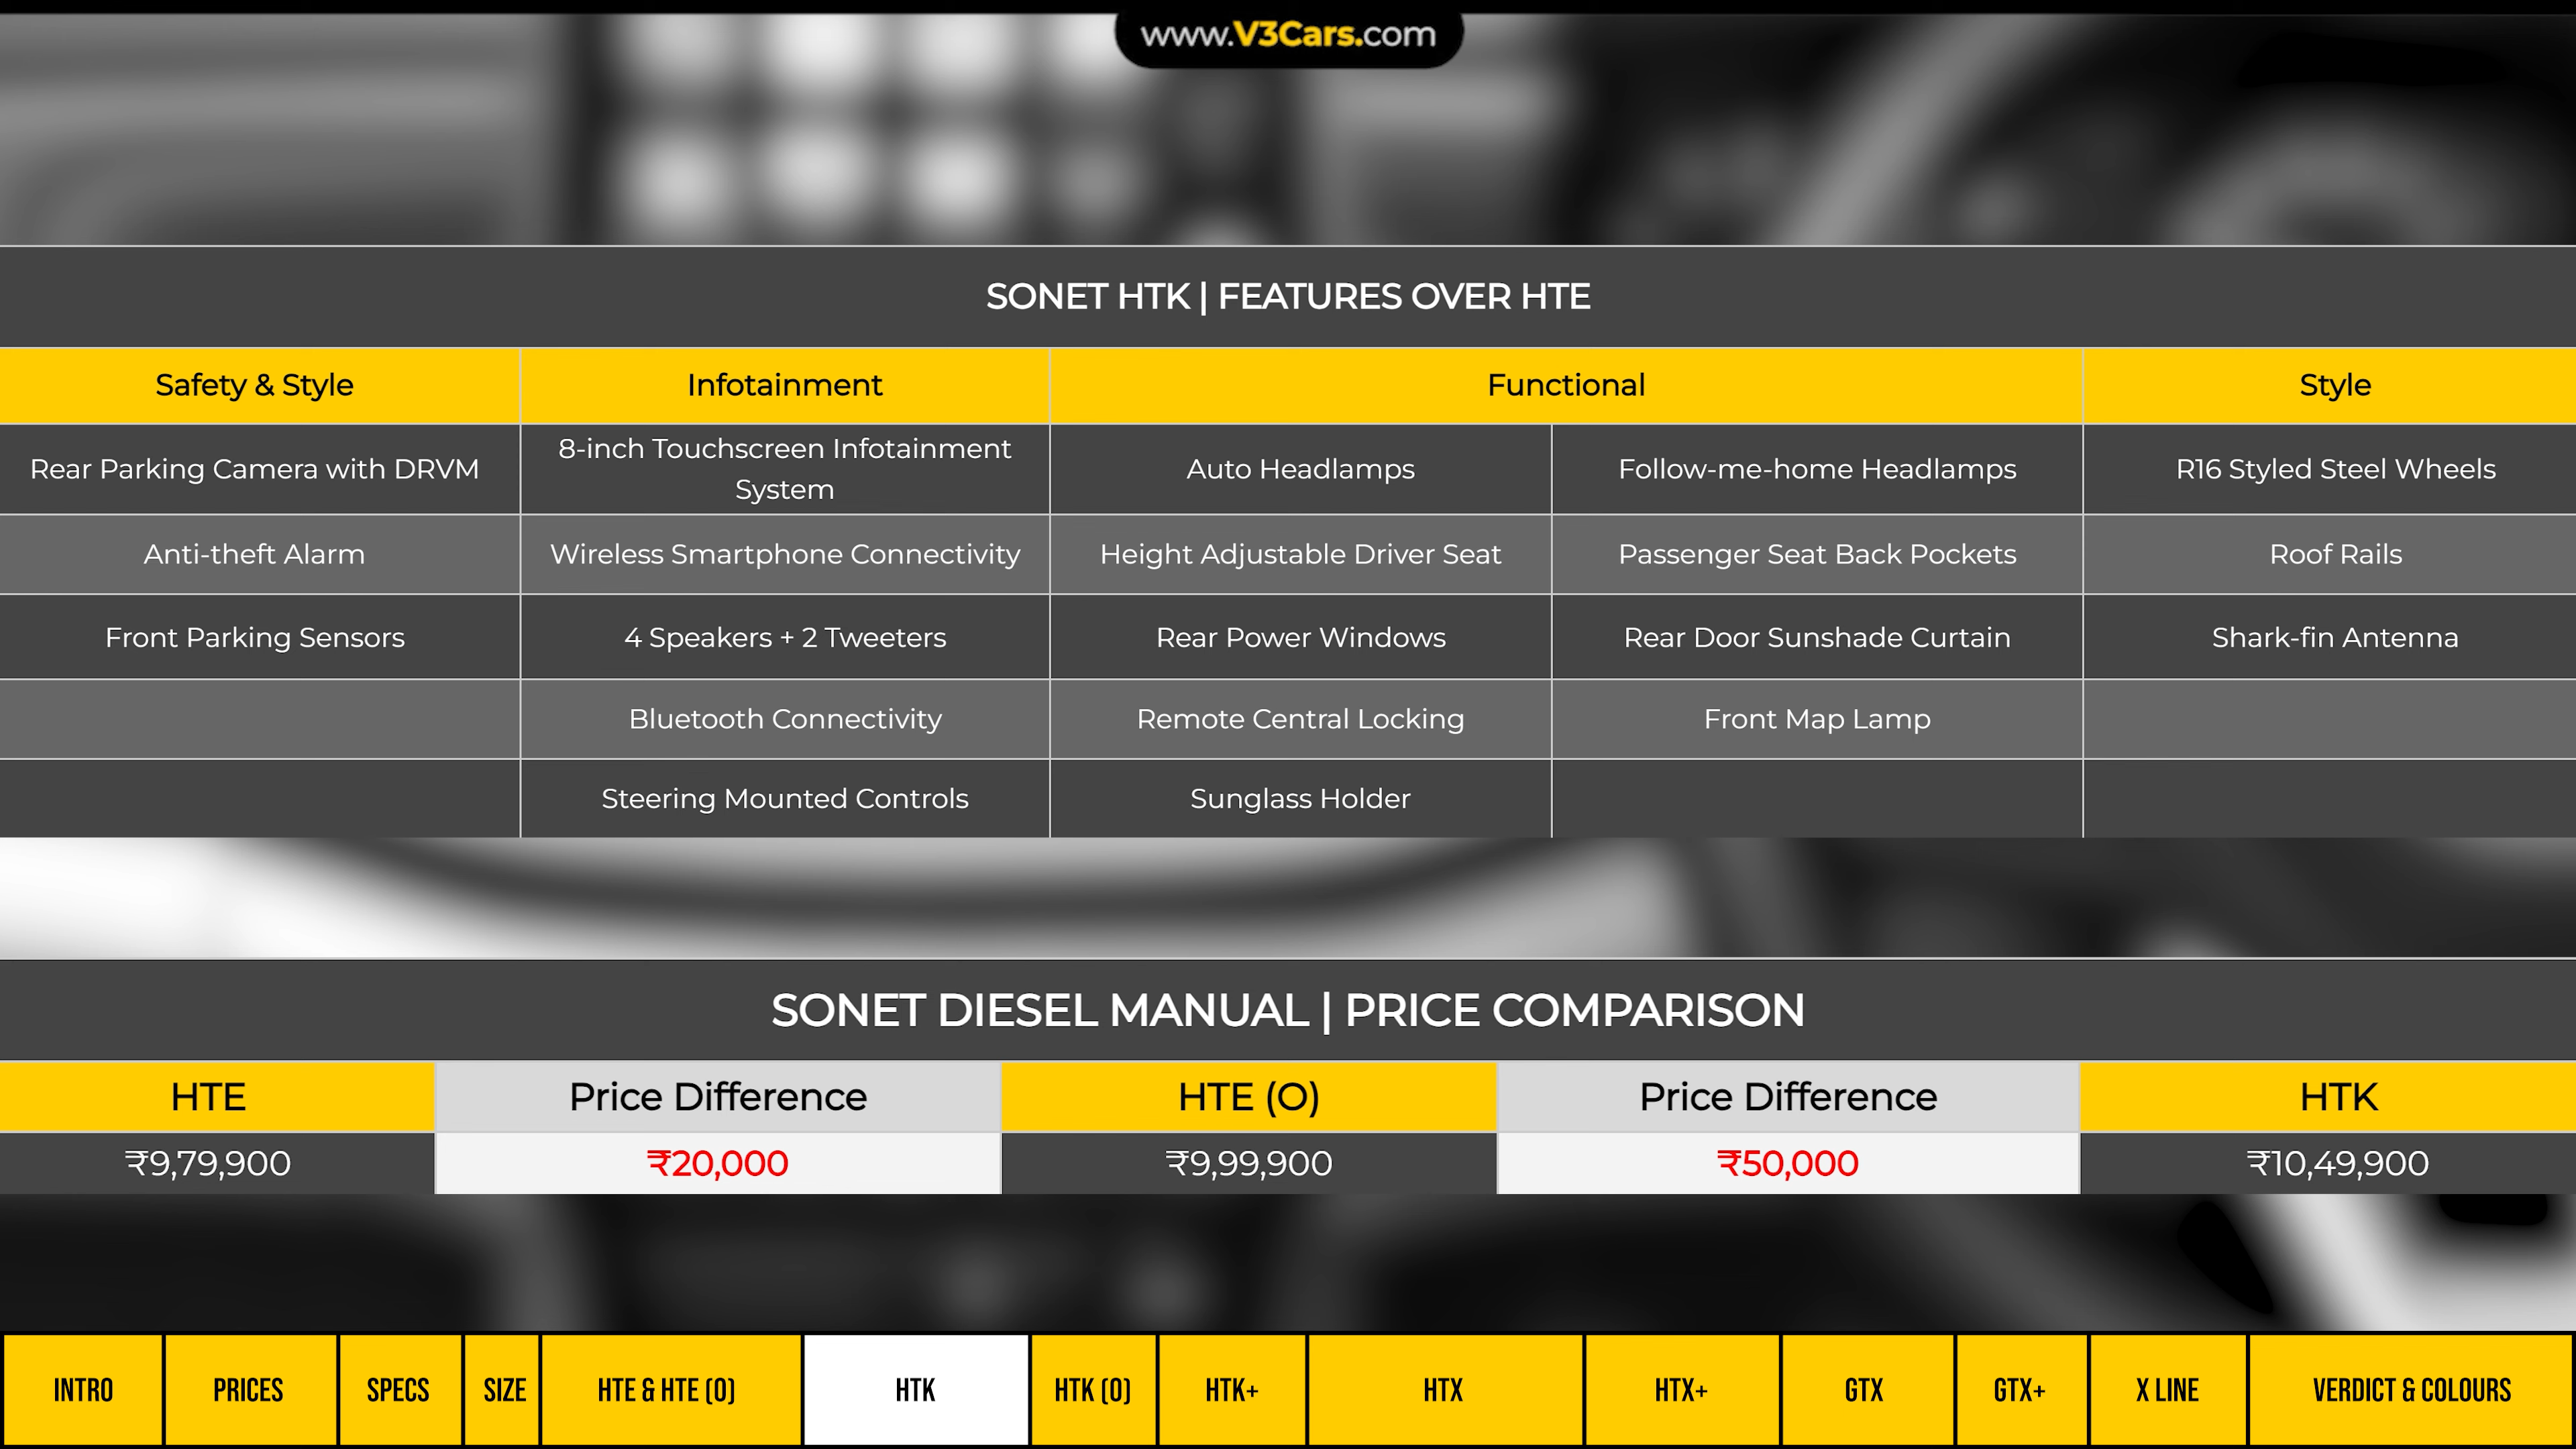 www.V3Cars.com
SONET HTK | FEATURES OVER HTE
Safety & Style Infotainment Functional Style
Rear Parking Camera with DRVM 8-inch Touchscreen Infotainment System Auto Headlamps Follow-me-home Headlamps R16 Styled Steel Wheels
Anti-theft Alarm Wireless Smartphone Connectivity Height Adjustable Driver Seat Passenger Seat Back Pockets Roof Rails
Front Parking Sensors 4 Speakers + 2 Tweeters Rear Power Windows Rear Door Sunshade Curtain Shark-fin Antenna
Bluetooth Connectivity Remote Central Locking Front Map Lamp
Steering Mounted Controls Sunglass Holder
SONET DIESEL MANUAL | PRICE COMPARISON
HTE Price Difference HTE (O) Price Difference HTK
₹9,79,900 ₹20,000 ₹9,99,900 ₹50,000 ₹10,49,900
INTRO PRICES SPECS SIZE HTE & HTE (O) HTK HTK (O) HTK+ HTX HTX+ GTX GTX+ X LINE VERDICT & COLOURS